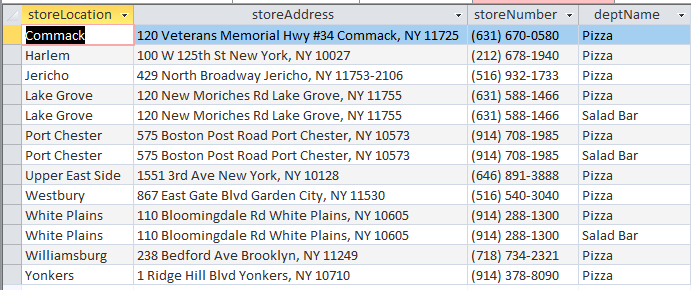 storeLocation storeAddress storeNumber deptName
Commack 120 Veterans Memorial Hwy #34 Commack, NY 11725 (631) 670-0580 Pizza
Harlem 100 W 125th St New York, NY 10027 (212) 678-1940 Pizza
Jericho 429 North Broadway Jericho, NY 11753-2106 (516) 932-1733 Pizza
Lake Grove 120 New Moriches Rd Lake Grove, NY 11755 (631) 588-1466 Pizza
Lake Grove 120 New Moriches Rd Lake Grove, NY 11755 (631) 588-1466 Salad Bar
Port Chester 575 Boston Post Road Port Chester, NY 10573 (914) 708-1985 Pizza
Port Chester 575 Boston Post Road Port Chester, NY 10573 (914) 708-1985 Salad Bar
Upper East Side 1551 3rd Ave New York, NY 10128 (646) 891-3888 Pizza
Westbury 867 East Gate Blvd Garden City, NY 11530 (516) 540-3040 Pizza
White Plains 110 Bloomingdale Rd White Plains, NY 10605 (914) 288-1300 Pizza
White Plains 110 Bloomingdale Rd White Plains, NY 10605 (914) 288-1300 Salad Bar
Williamsburg 238 Bedford Ave Brooklyn, NY 11249 (718) 734-2321 Pizza
Yonkers 1 Ridge Hill Blvd Yonkers, NY 10710 (914) 378-8090 Pizza